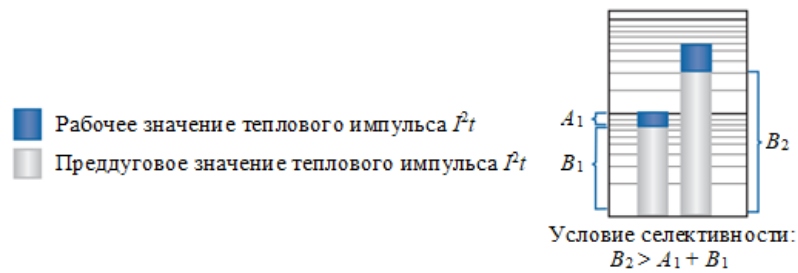 Рабочее значение теплового импульса I²t
Преддуговое значение теплового импульса I²t
A₁
B₁
B₂
Условие селективности:
B₂ > A₁ + B₁